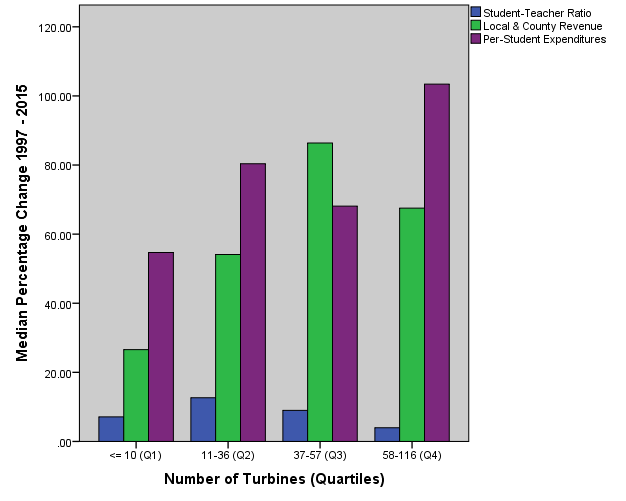 Student-Teacher Ratio
Local & County Revenue
Per-Student Expenditures
Median Percentage Change 1997 - 2015
120.00
100.00
80.00
60.00
40.00
20.00
.00
<= 10 (Q1) 11-36 (Q2) 37-57 (Q3) 58-116 (Q4)
Number of Turbines (Quartiles)